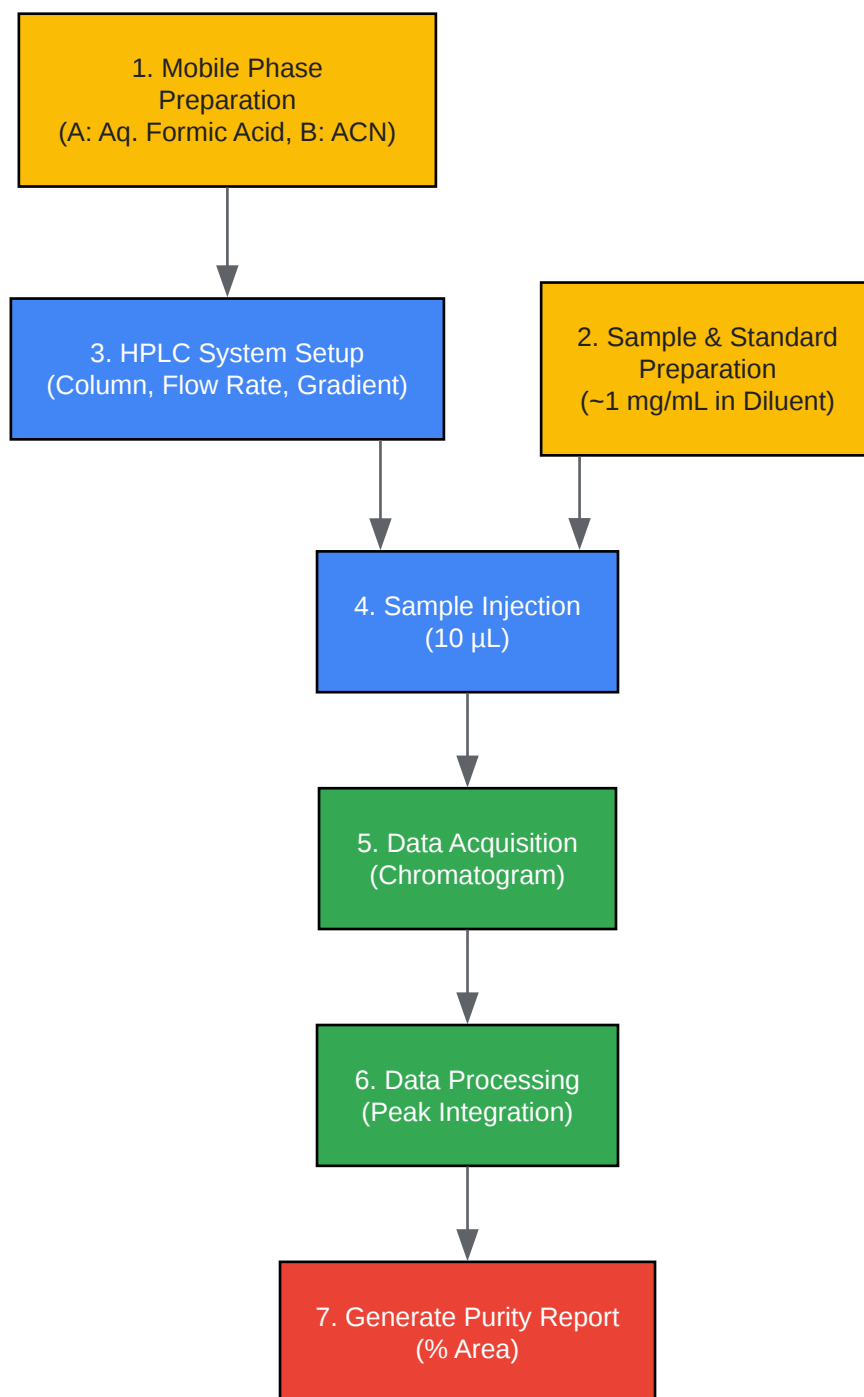 1. Mobile Phase
Preparation
(A: Aq. Formic Acid, B: ACN)
2. Sample & Standard
Preparation
(~1 mg/mL in Diluent)
3. HPLC System Setup
(Column, Flow Rate, Gradient)
4. Sample Injection
(10 µL)
5. Data Acquisition
(Chromatogram)
6. Data Processing
(Peak Integration)
7. Generate Purity Report
(% Area)